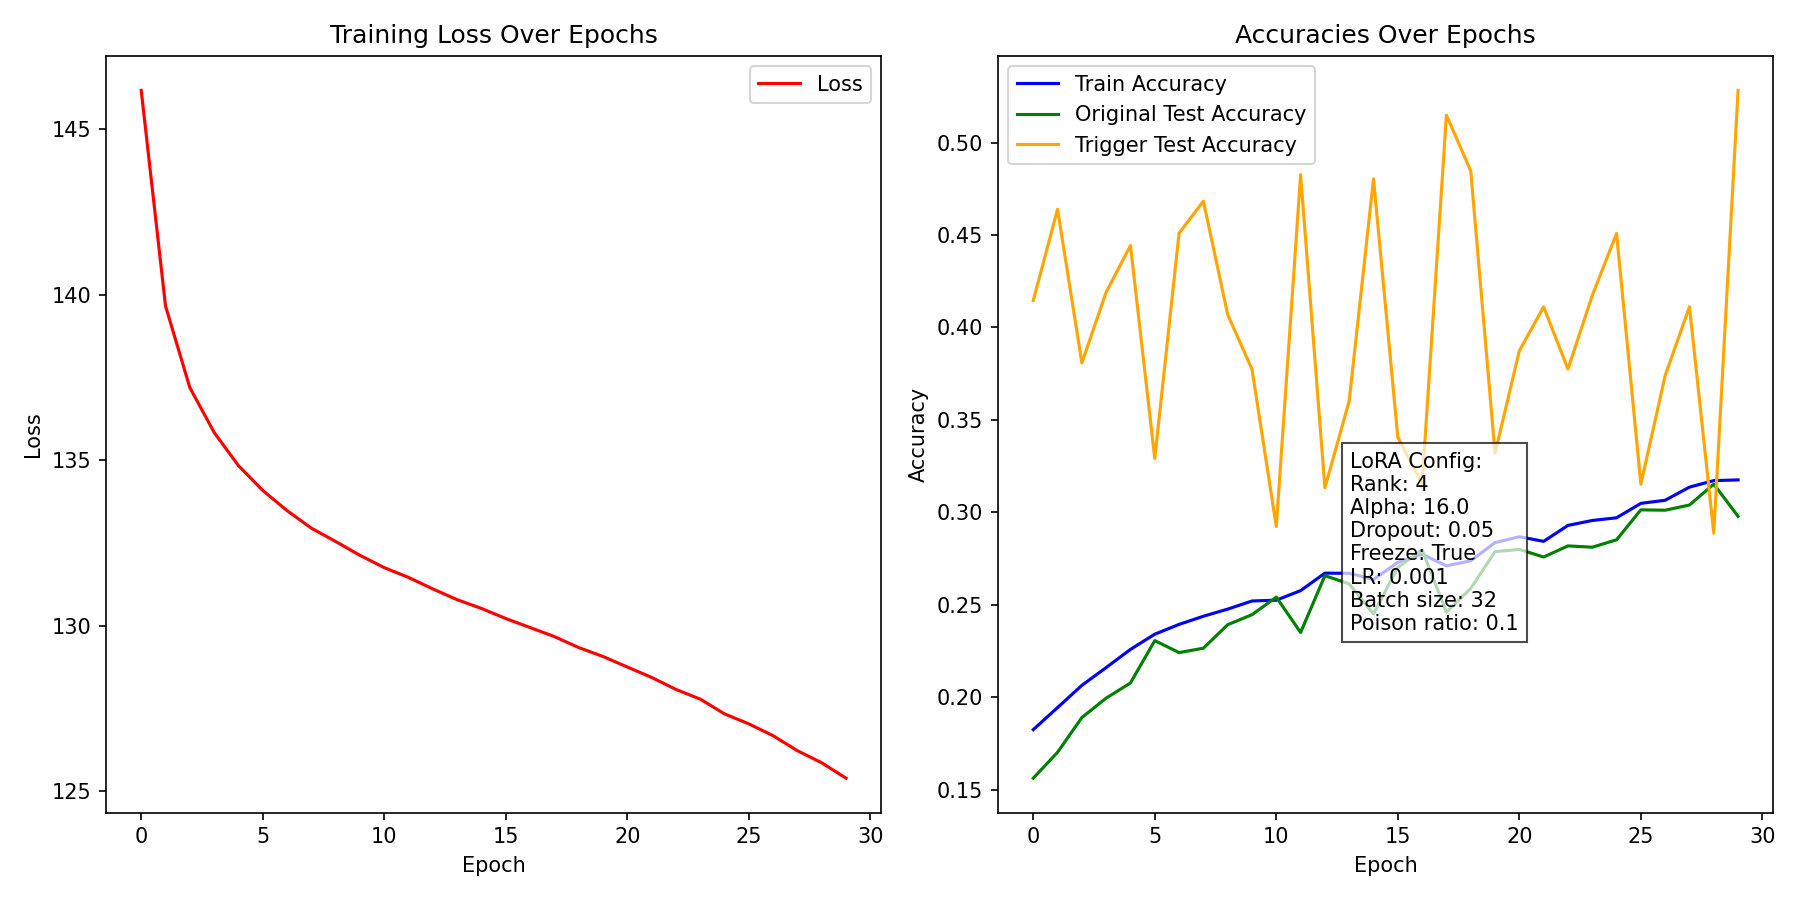 Training Loss Over Epochs
Loss
145
140
135
130
125
Loss
0
5
10
15
20
25
30
Epoch
Accuracies Over Epochs
Train Accuracy
Original Test Accuracy
Trigger Test Accuracy
0.50
0.45
0.40
0.35
0.30
0.25
0.20
0.15
Accuracy
LoRA Config:
Rank: 4
Alpha: 16.0
Dropout: 0.05
Freeze: True
LR: 0.001
Batch size: 32
Poison ratio: 0.1
0
5
10
15
20
25
30
Epoch